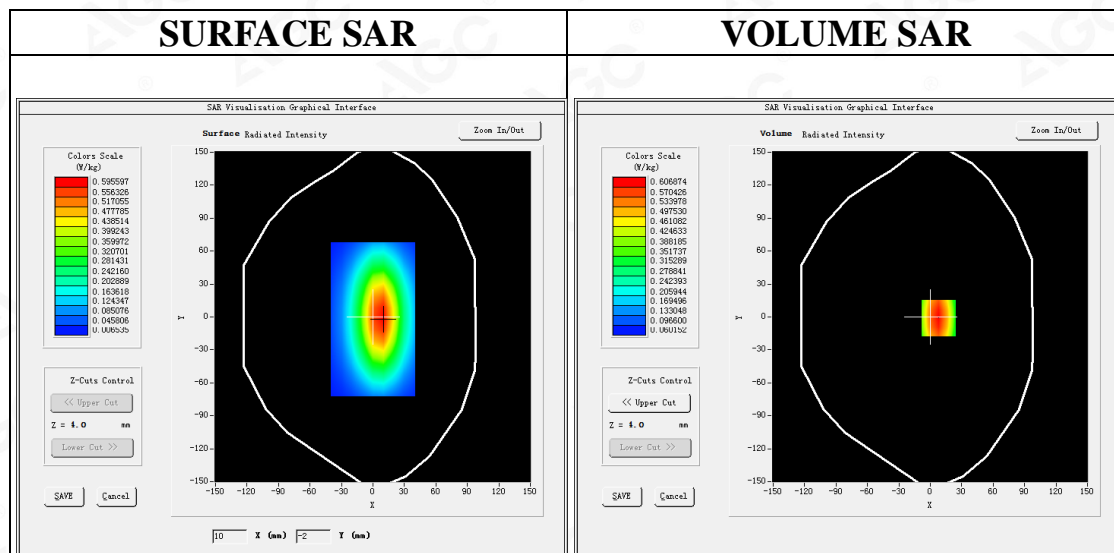 SURFACE SAR
VOLUME SAR
SAR Visualisation Graphical Interface
Surface Radiated Intensity
Zoom In/Out
Colors Scale
(W/kg)
0.595597
0.556326
0.517055
0.477785
0.438514
0.399243
0.359972
0.320701
0.281431
0.242160
0.202889
0.163618
0.124347
0.085076
0.045806
0.006535
150
120
90
60
30
0
-30
-60
-90
-120
-150
Y
-150 -120 -90 -60 -30 0 30 60 90 120 150
X
Z-Cuts Control
<< Upper Cut
Z = 4.0 mm
Lower Cut >>
SAVE Cancel
10 X (mm) -2 Y (mm)
SAR Visualisation Graphical Interface
Volume Radiated Intensity
Zoom In/Out
Colors Scale
(W/kg)
0.606874
0.570426
0.533978
0.497530
0.461082
0.424633
0.388185
0.351737
0.315289
0.278841
0.242393
0.205944
0.169496
0.133048
0.096600
0.060152
150
120
90
60
30
0
-30
-60
-90
-120
-150
Y
-150 -120 -90 -60 -30 0 30 60 90 120 150
X
Z-Cuts Control
<< Upper Cut
Z = 4.0 mm
Lower Cut >>
SAVE Cancel